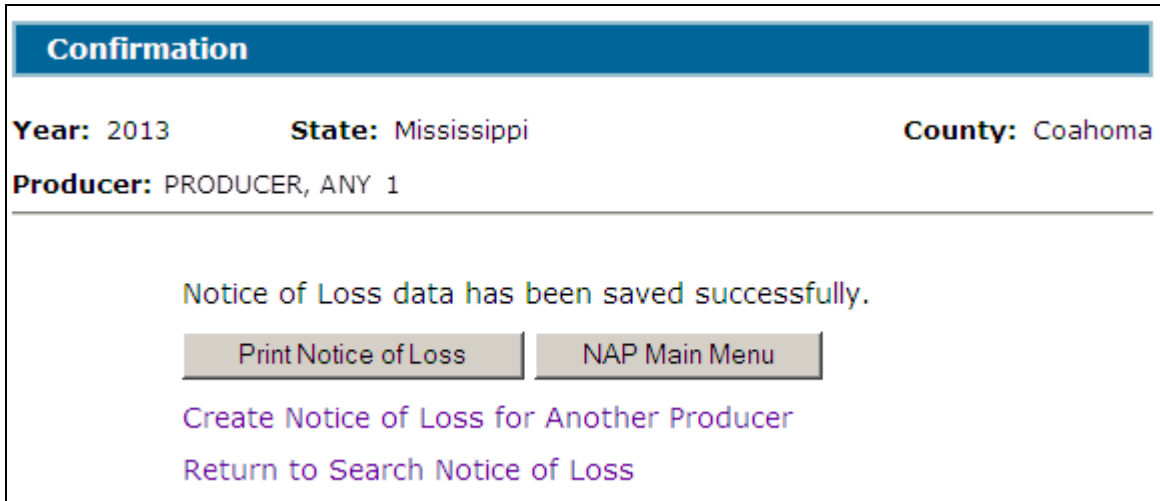 Confirmation
Year: 2013 State: Mississippi County: Coahoma
Producer: PRODUCER, ANY 1
Notice of Loss data has been saved successfully.
Print Notice of Loss NAP Main Menu
Create Notice of Loss for Another Producer
Return to Search Notice of Loss